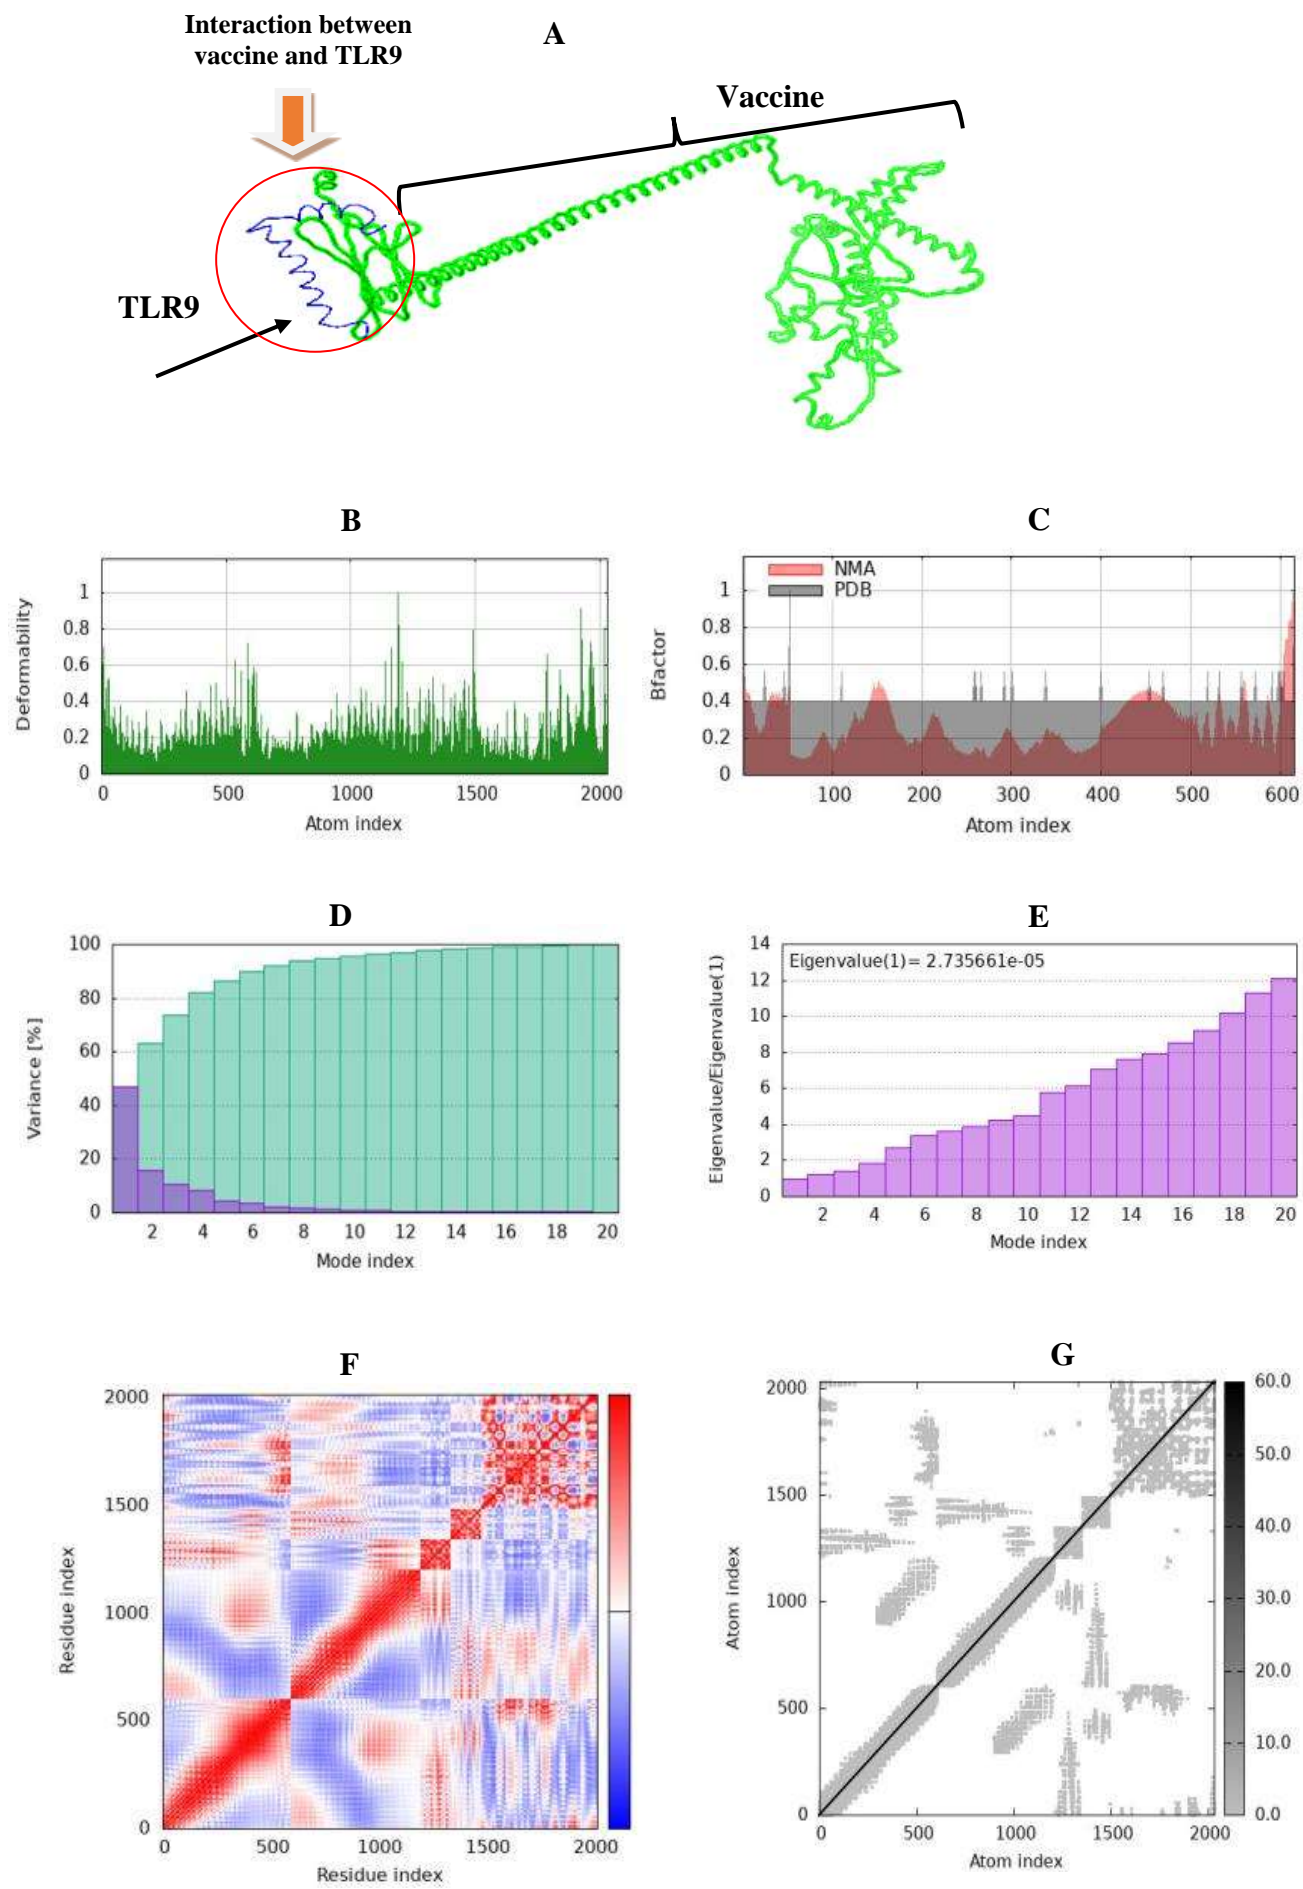 Interaction between
vaccine and TLR9
A
Vaccine
TLR9
B
Deformability
1
0.8
0.6
0.4
0.2
0
0 500 1000 1500 2000
Atom index
C
NMA
PDB
Bfactor
1
0.8
0.6
0.4
0.2
0
100 200 300 400 500 600
Atom index
D
Variance [%]
100
80
60
40
20
0
2 4 6 8 10 12 14 16 18 20
Mode index
E
Eigenvalue(1)= 2.735661e-05
Eigenvalue/Eigenvalue(1)
14
12
10
8
6
4
2
0
2 4 6 8 10 12 14 16 18 20
Mode index
F
Residue index
2000
1500
1000
500
0
0 500 1000 1500 2000
Residue index
G
Atom index
2000
1500
1000
500
0
0 500 1000 1500 2000
Atom index
60.0
50.0
40.0
30.0
20.0
10.0
0.0